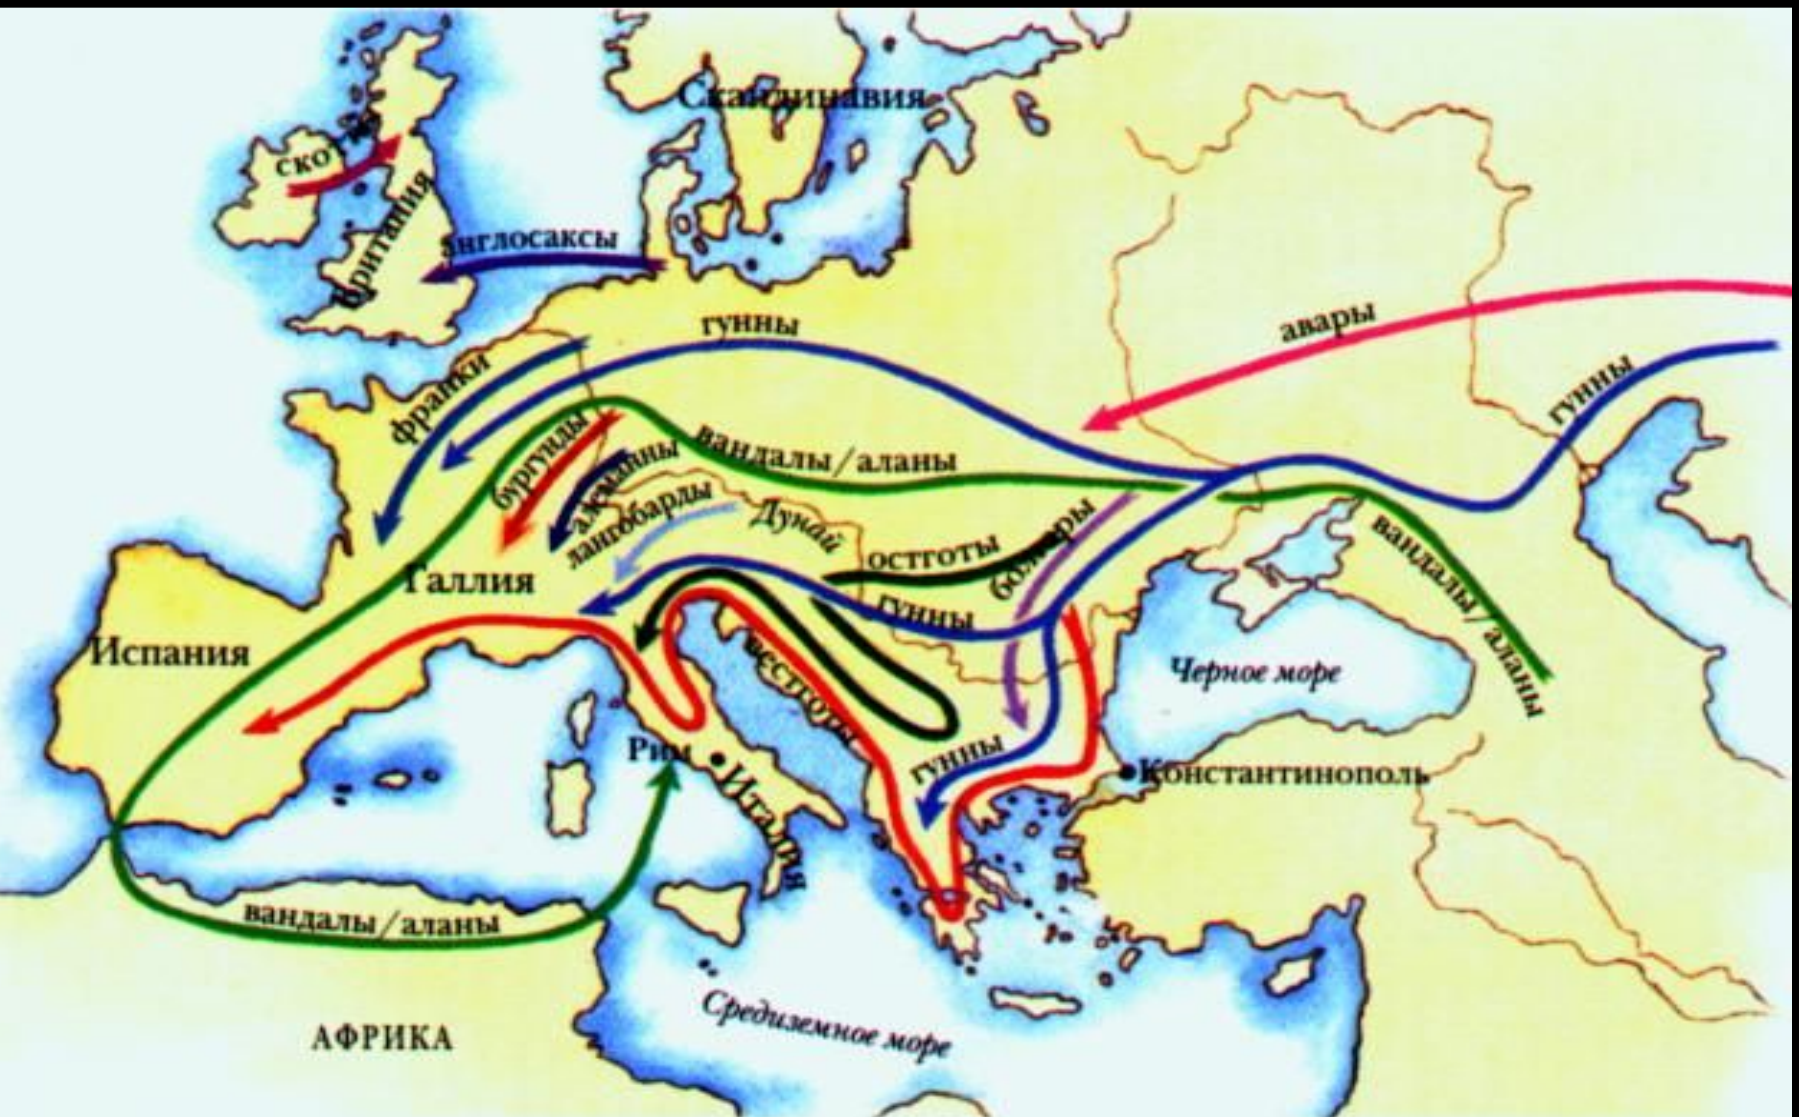 Скандинавия
скотты
Британия
англосаксы
гунны
авары
гунны
франки
бургунды
алеманны
вандалы/аланы
лангобарды
Дунай
остготы
болгары
вандалы/аланы
Галлия
гунны
Испания
вестготы
Черное море
Рим
гунны
Италия
Константинополь
вандалы/аланы
АФРИКА
Средиземное море